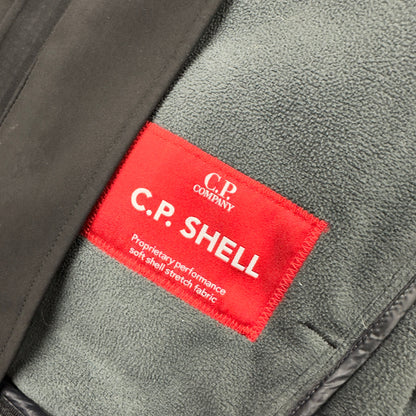 C.P.
COMPANY
C.P. SHELL
Proprietary performance
soft shell stretch fabric